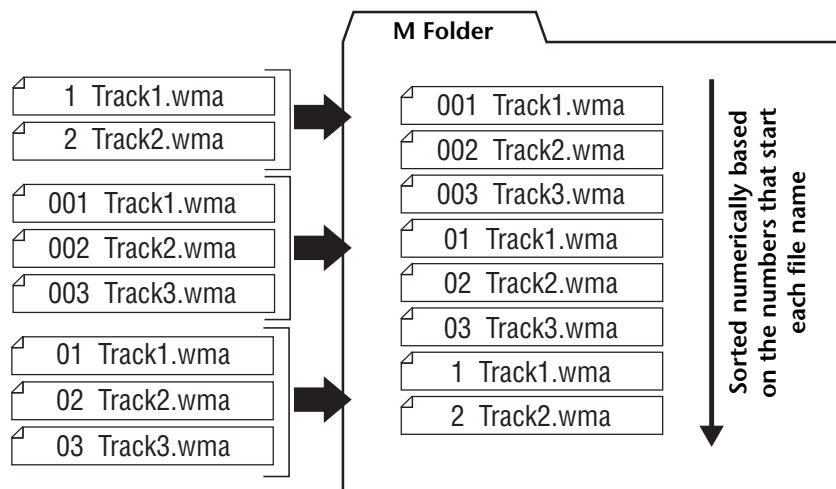 M Folder
1 Track1.wma
2 Track2.wma
001 Track1.wma
002 Track2.wma
003 Track3.wma
01 Track1.wma
02 Track2.wma
03 Track3.wma
001 Track1.wma
002 Track2.wma
003 Track3.wma
01 Track1.wma
02 Track2.wma
03 Track3.wma
1 Track1.wma
2 Track2.wma
Sorted numerically based
on the numbers that start
each file name